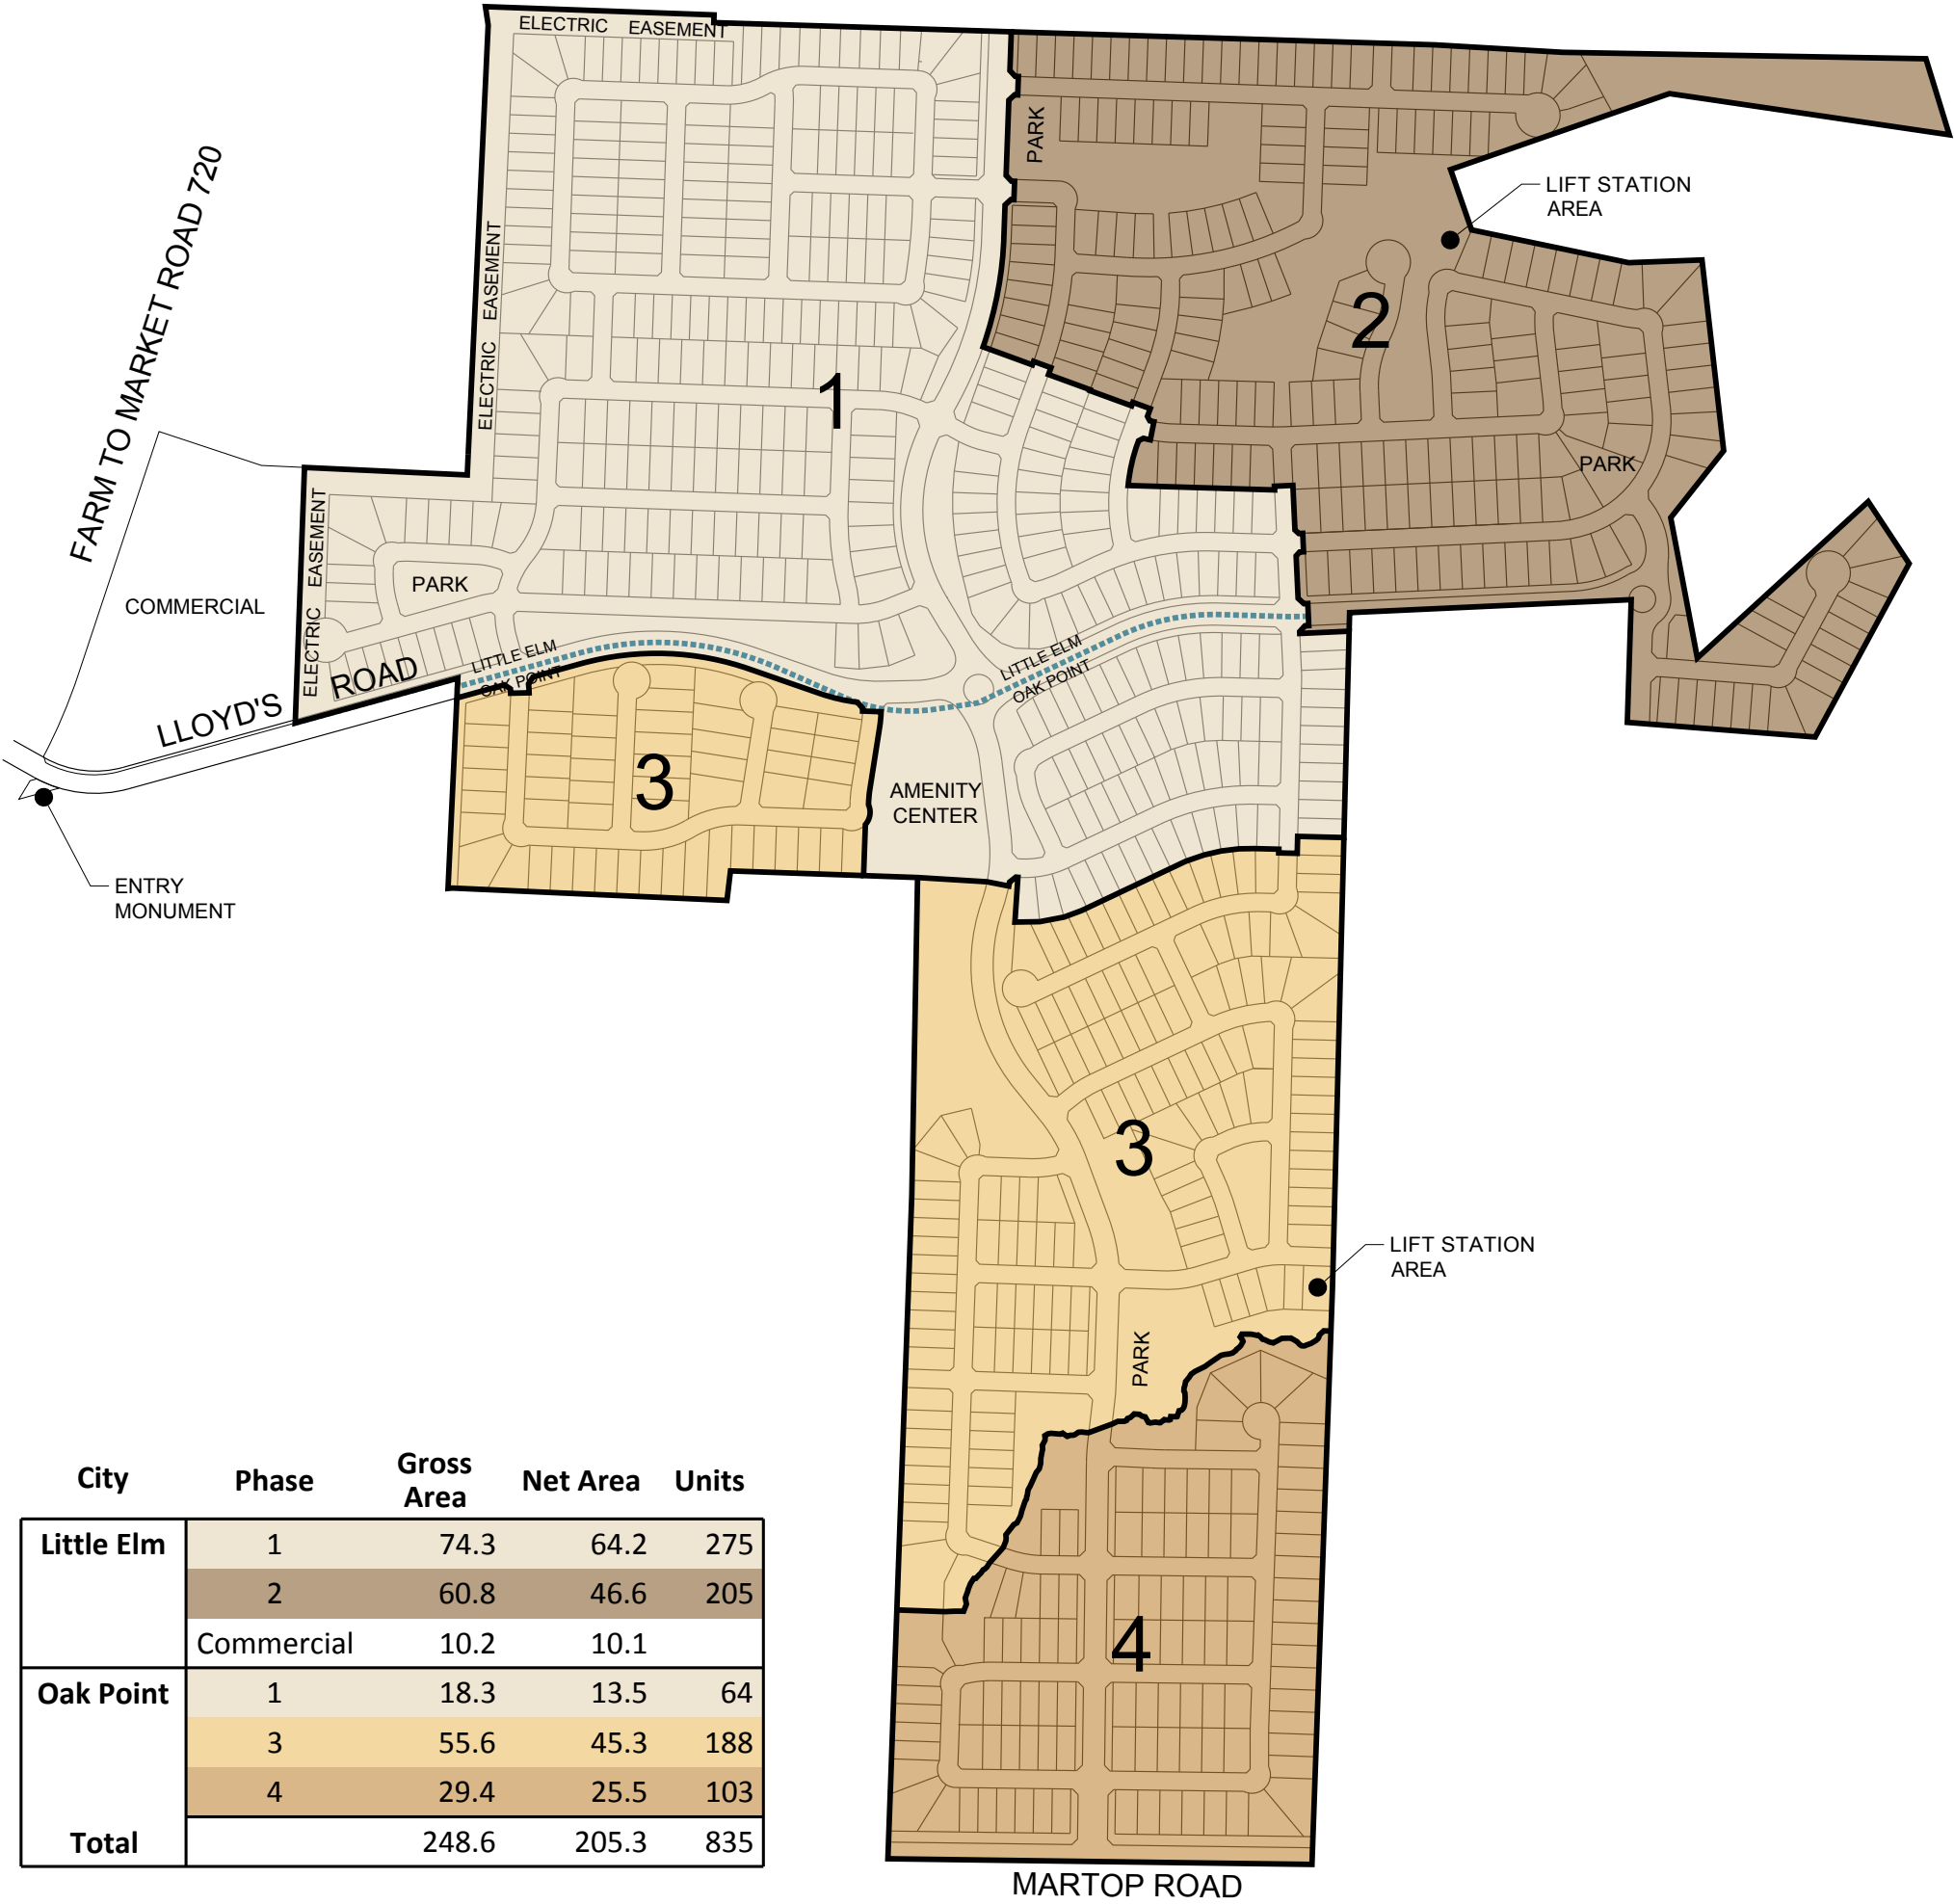 ELECTRIC EASEMENT
PARK
LIFT STATION
AREA
FARM TO MARKET ROAD 720
ELECTRIC EASEMENT
ELECTRIC
2
1
PARK
ELECTRIC EASEMENT
PARK
COMMERCIAL
LITTLE ELM
OAK POINT
LITTLE ELM
OAK POINT
LLOYD'S ROAD
3
AMENITY
CENTER
ENTRY
MONUMENT
3
LIFT STATION
AREA
PARK
4
MARTOP ROAD
City Phase Gross Area Net Area Units
Little Elm 1 74.3 64.2 275
2 60.8 46.6 205
Commercial 10.2 10.1
Oak Point 1 18.3 13.5 64
3 55.6 45.3 188
4 29.4 25.5 103
Total 248.6 205.3 835